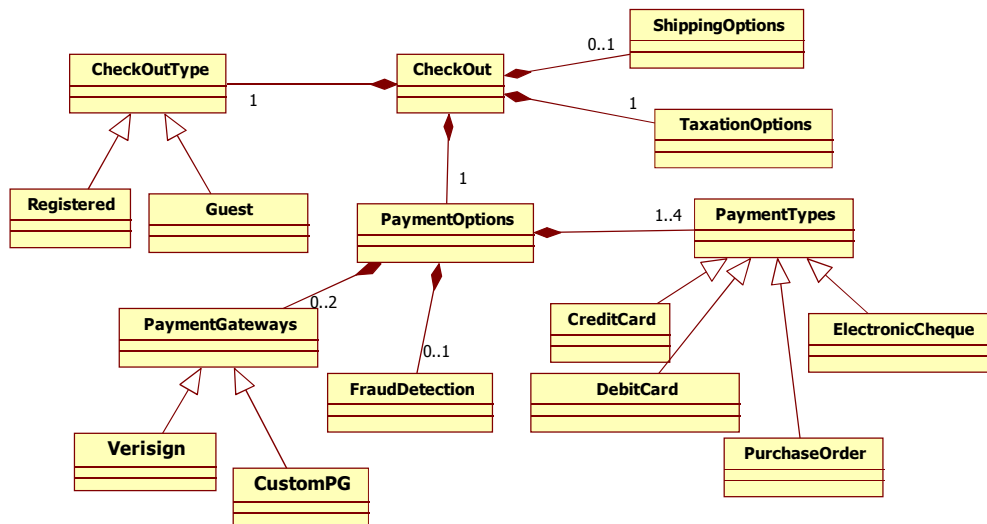 ShippingOptions
0..1
CheckOutType
CheckOut
1
1
TaxationOptions
Registered
Guest
1
PaymentOptions
1..4
PaymentTypes
0..2
PaymentGateways
CreditCard
ElectronicCheque
0..1
FraudDetection
DebitCard
Verisign
PurchaseOrder
CustomPG